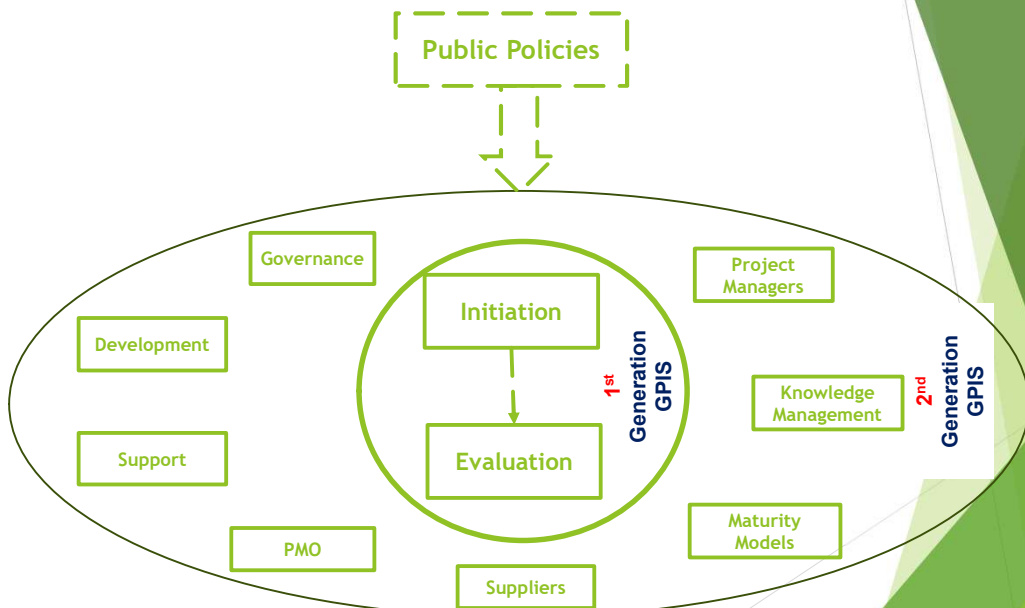 Public Policies
Governance
Project
Managers
Initiation
Development
1st
Generation
GPIS
Knowledge
Management
2nd
Generation
GPIS
Support
Evaluation
PMO
Maturity
Models
Suppliers